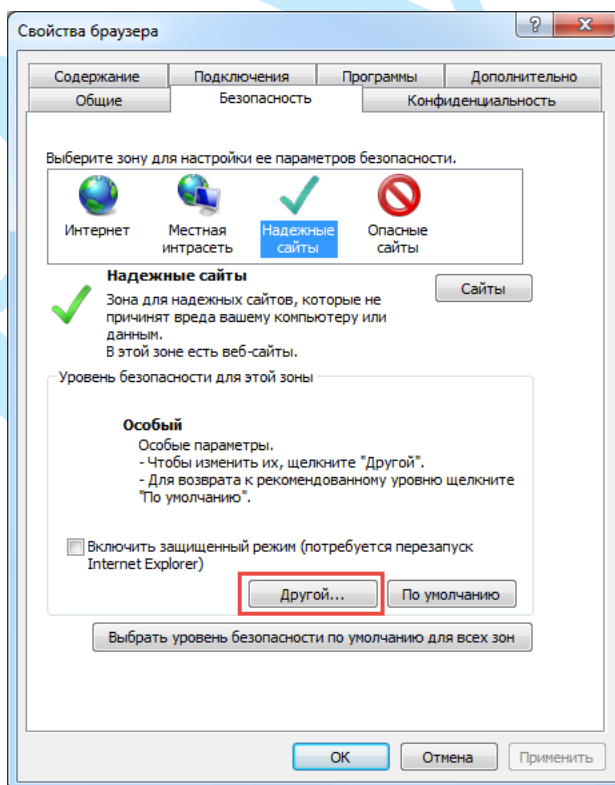 Свойства браузера
Содержание Подключения Программы Дополнительно
Общие Безопасность Конфиденциальность
Выберите зону для настройки ее параметров безопасности.
Интернет Местная интрасеть Надежные сайты Опасные сайты
Надежные сайты
Сайты
Зона для надежных сайтов, которые не
причинят вреда вашему компьютеру или
данным.
В этой зоне есть веб-сайты.
Уровень безопасности для этой зоны
Особый
Особые параметры.
- Чтобы изменить их, щелкните "Другой".
- Для возврата к рекомендованному уровню щелкните
"По умолчанию".
Включить защищенный режим (потребуется перезапуск
Internet Explorer)
Другой... По умолчанию
Выбрать уровень безопасности по умолчанию для всех зон
OK Отмена Применить